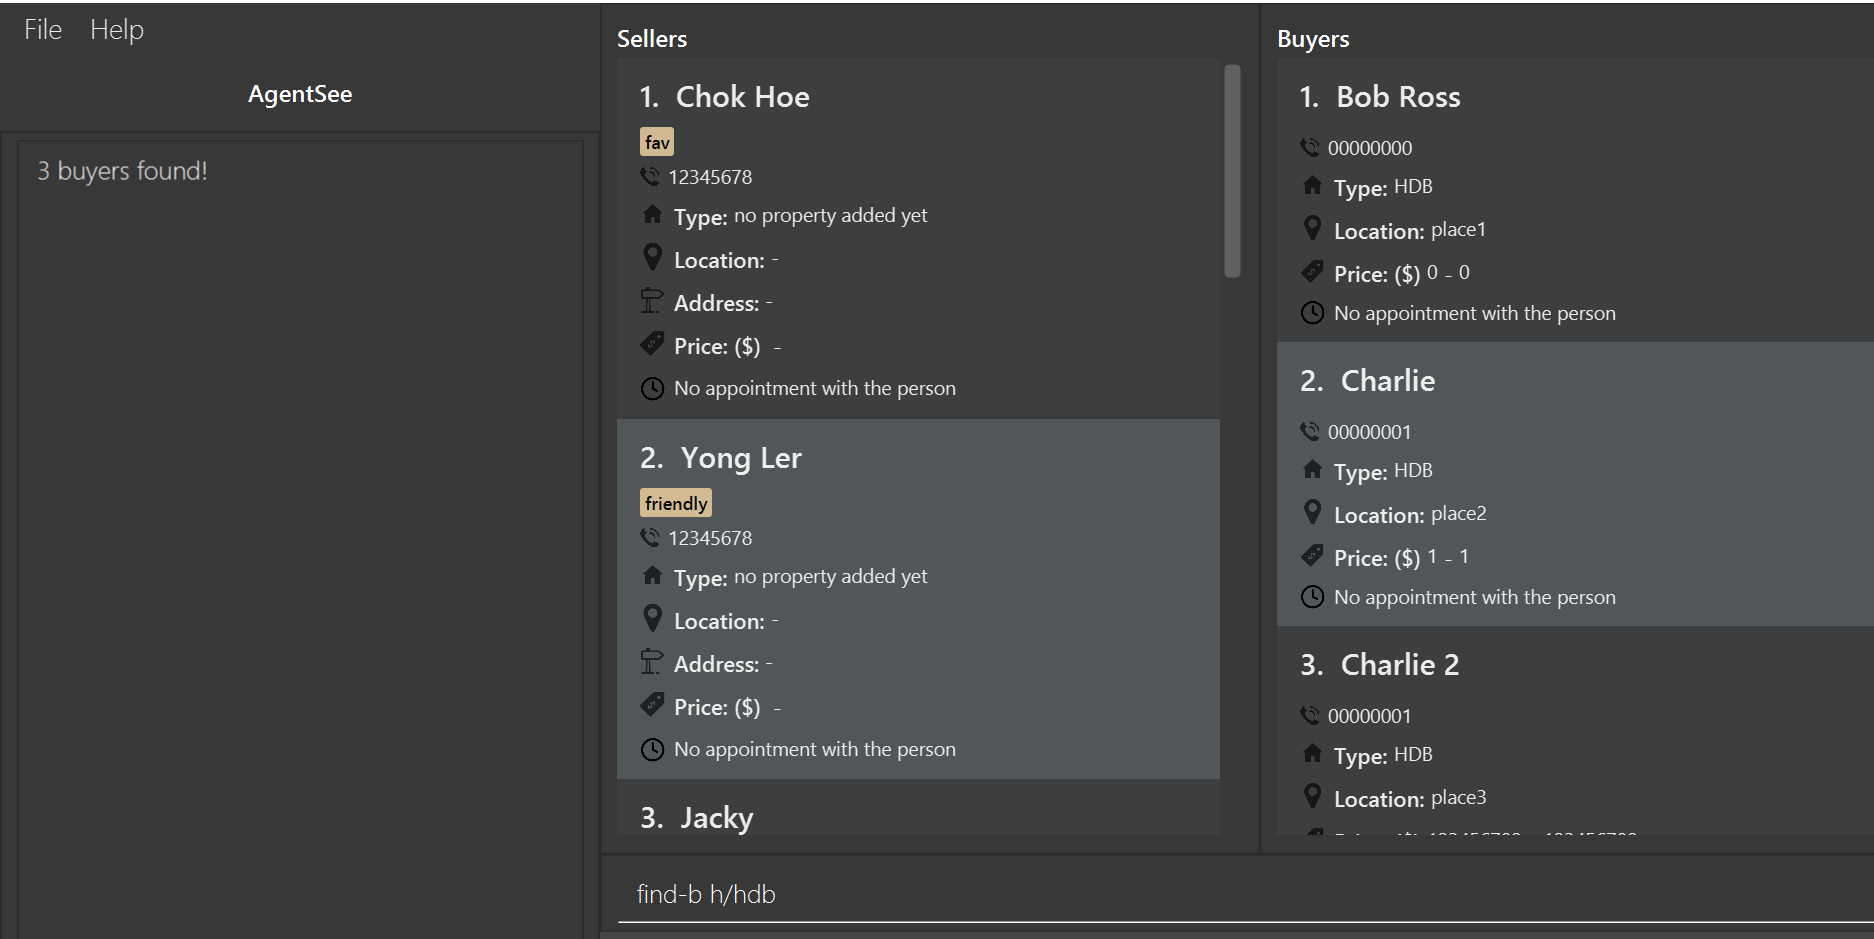 File Help
AgentSee
3 buyers found!
Sellers
1. Chok Hoe
fav
12345678
Type: no property added yet
Location: -
Address: -
Price: ($) -
No appointment with the person
2. Yong Ler
friendly
12345678
Type: no property added yet
Location: -
Address: -
Price: ($) -
No appointment with the person
3. Jacky
Buyers
1. Bob Ross
00000000
Type: HDB
Location: place1
Price: ($) 0 - 0
No appointment with the person
2. Charlie
00000001
Type: HDB
Location: place2
Price: ($) 1 - 1
No appointment with the person
3. Charlie 2
00000001
Type: HDB
Location: place3
find-b h/hdb